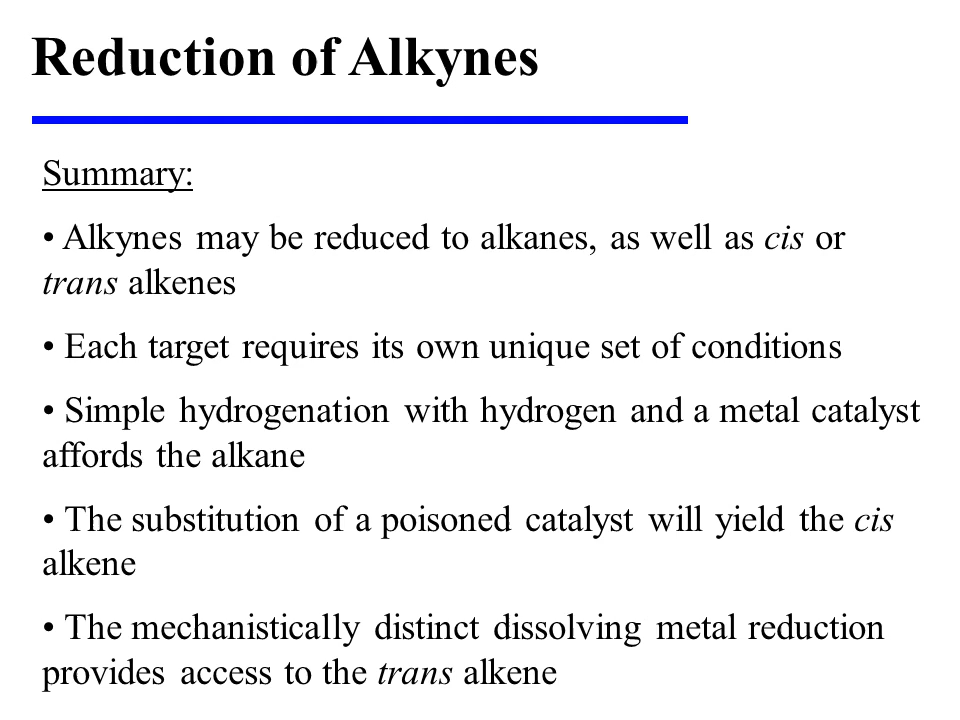 Reduction of Alkynes
Summary:
• Alkynes may be reduced to alkanes, as well as cis or
trans alkenes
• Each target requires its own unique set of conditions
• Simple hydrogenation with hydrogen and a metal catalyst
affords the alkane
• The substitution of a poisoned catalyst will yield the cis
alkene
• The mechanistically distinct dissolving metal reduction
provides access to the trans alkene